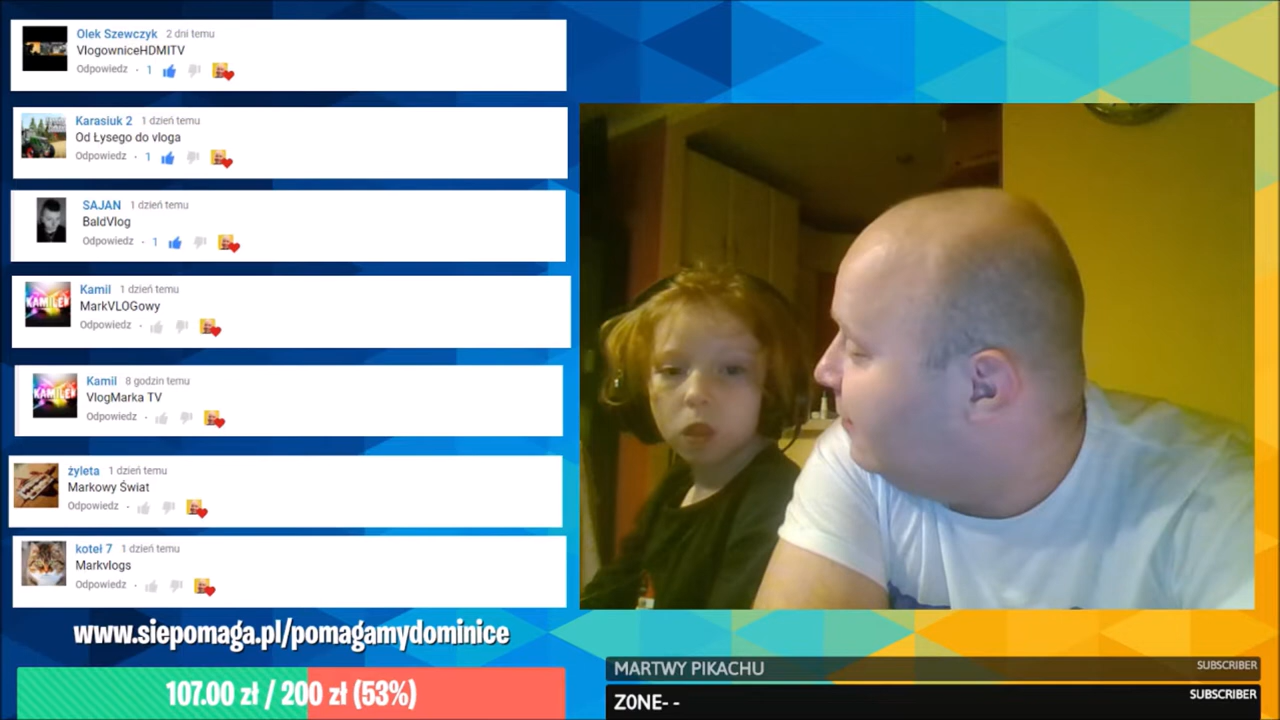 Olek Szewczyk 2 dni temu
VlogowniceHDMITV
Odpowiedz · 1
Karasiuk 2 1 dzień temu
Od Łysego do vloga
Odpowiedz · 1
SAJAN 1 dzień temu
BaldVlog
Odpowiedz · 1
Kamil 1 dzień temu
MarkVLOGowy
Odpowiedz ·
Kamil 8 godzin temu
VlogMarka TV
Odpowiedz ·
żyleta 1 dzień temu
Markowy Świat
Odpowiedz ·
koteł 7 1 dzień temu
Markvlogs
Odpowiedz ·
www.siepomaga.pl/pomagamydominice
107.00 zł / 200 zł (53%)
MARTWY PIKACHU SUBSCRIBER
Z0NE- - SUBSCRIBER